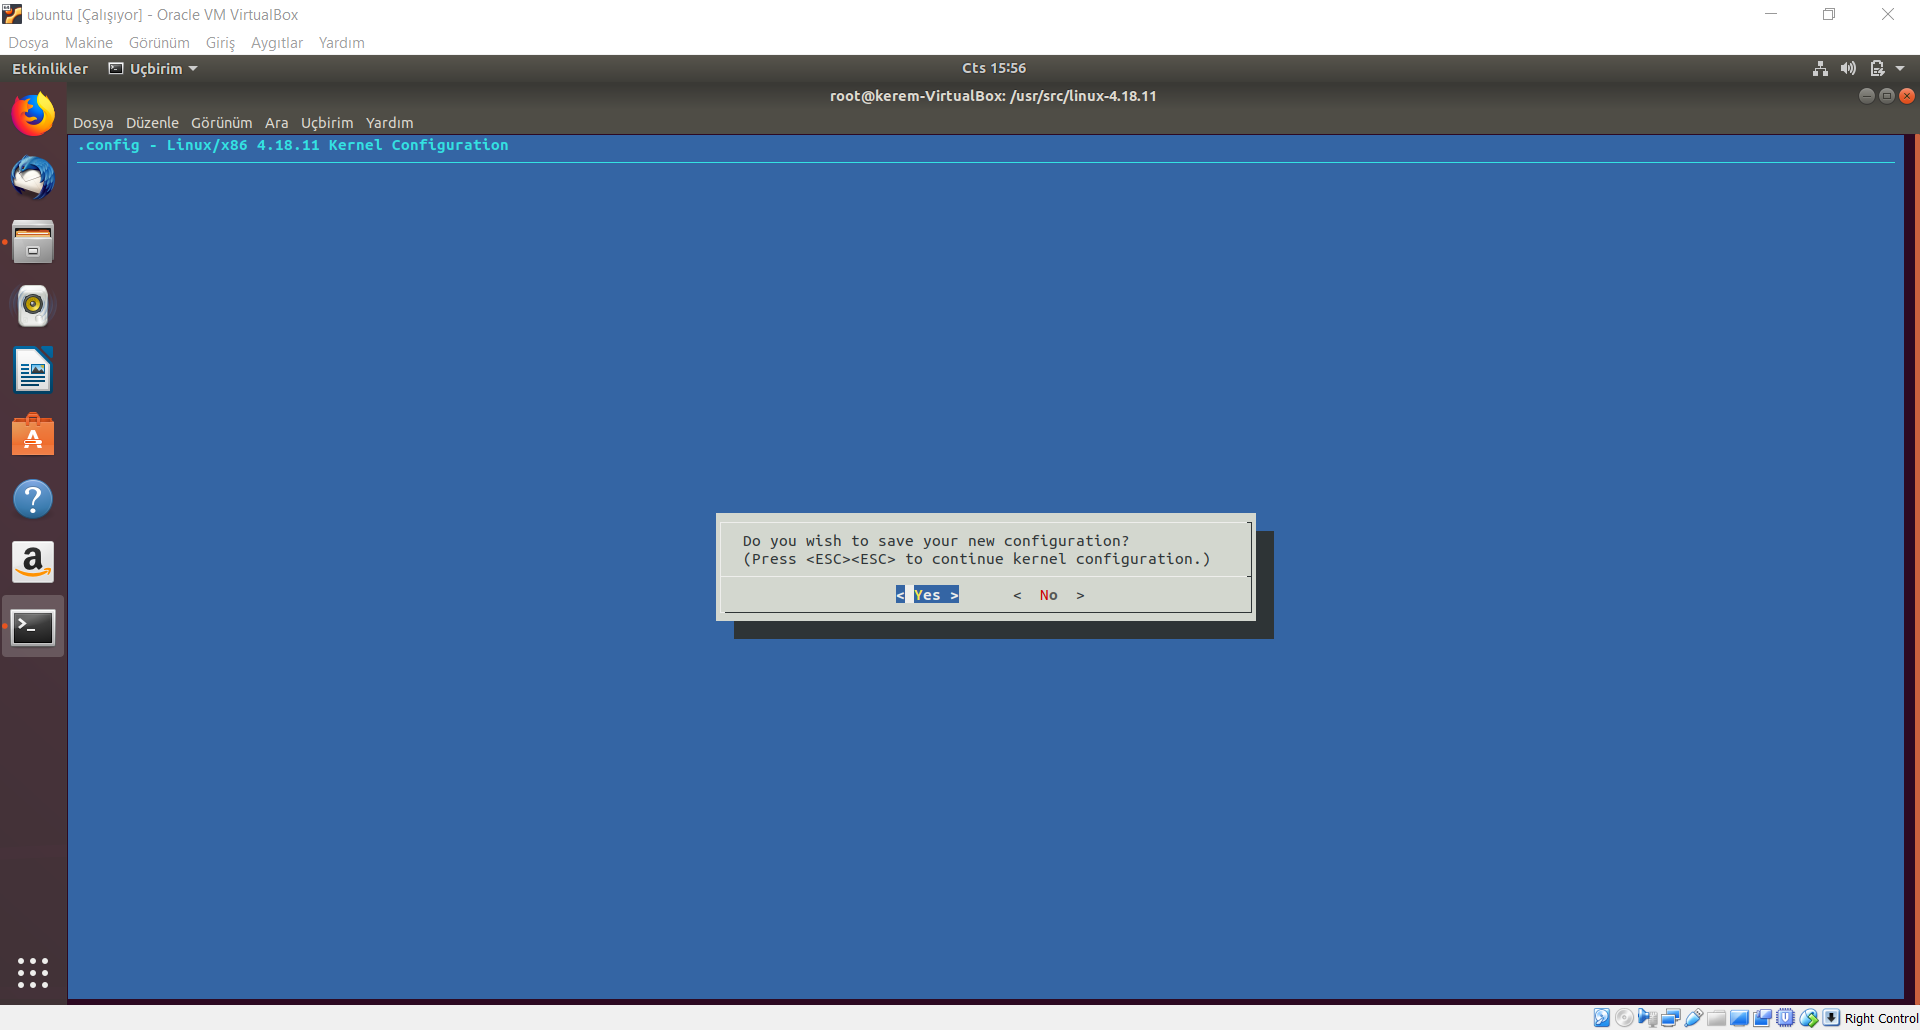 ubuntu [Çalışıyor] - Oracle VM VirtualBox
Dosya Makine Görünüm Giriş Aygıtlar Yardım
Etkinlikler Uçbirim Cts 15:56
root@kerem-VirtualBox: /usr/src/linux-4.18.11
Dosya Düzenle Görünüm Ara Uçbirim Yardım
.config - Linux/x86 4.18.11 Kernel Configuration
Do you wish to save your new configuration?
(Press <ESC><ESC> to continue kernel configuration.)
< Yes > < No >
Right Control